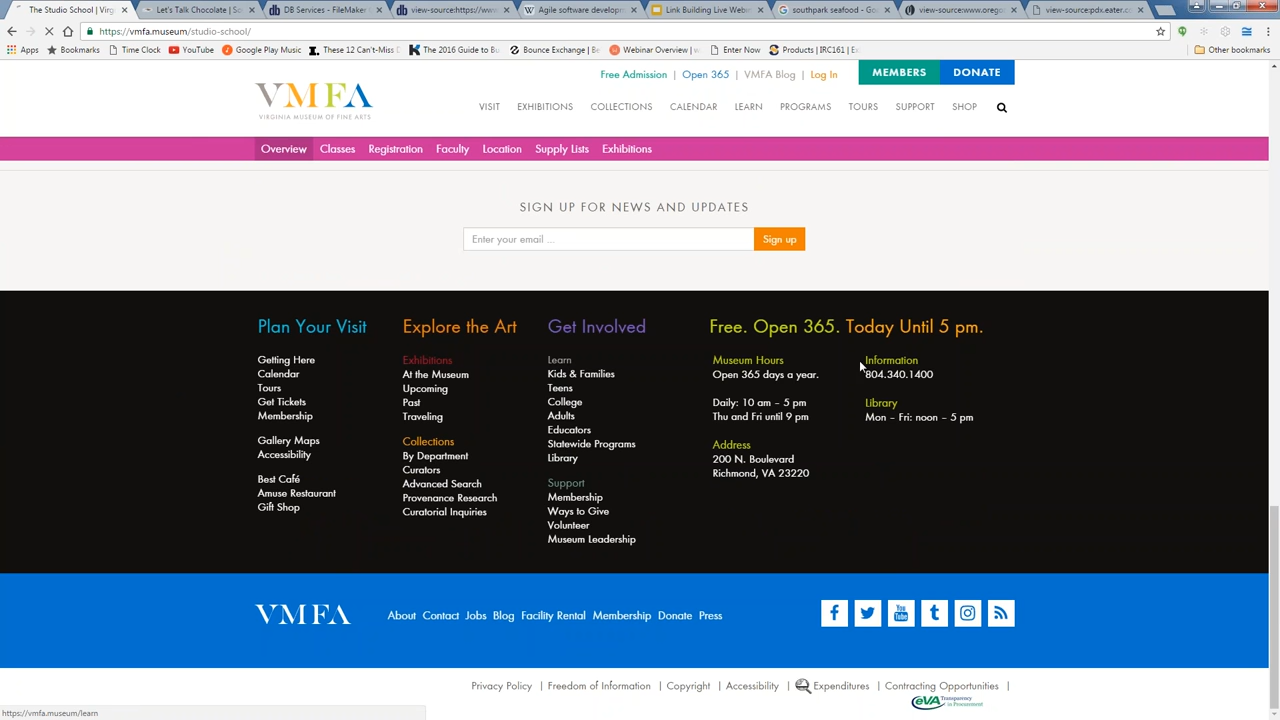 The Studio School | Virg
Let's Talk Chocolate | So
DB Services - FileMaker
view-source:https://www
Agile software developm
Link Building Live Webin
southpark seafood - Goo
view-source:www.orego
view-source:pdx.eater.c
https://vmfa.museum/studio-school/
Apps
Bookmarks
Time Clock
YouTube
Google Play Music
These 12 Can't-Miss
The 2016 Guide to Bu
Bounce Exchange | Be
Webinar Overview | w
Enter Now
Products | IRC161 | Ex
Other bookmarks
Free Admission | Open 365 | VMFA Blog | Log In
MEMBERS
DONATE
VMFA
VIRGINIA MUSEUM OF FINE ARTS
VISIT EXHIBITIONS COLLECTIONS CALENDAR LEARN PROGRAMS TOURS SUPPORT SHOP
Overview Classes Registration Faculty Location Supply Lists Exhibitions
SIGN UP FOR NEWS AND UPDATES
Enter your email ...
Sign up
Plan Your Visit
Getting Here
Calendar
Tours
Get Tickets
Membership
Gallery Maps
Accessibility
Best Café
Amuse Restaurant
Gift Shop
Explore the Art
Exhibitions
At the Museum
Upcoming
Past
Traveling
Collections
By Department
Curators
Advanced Search
Provenance Research
Curatorial Inquiries
Get Involved
Learn
Kids & Families
Teens
College
Adults
Educators
Statewide Programs
Library
Support
Membership
Ways to Give
Volunteer
Museum Leadership
Free. Open 365. Today Until 5 pm.
Museum Hours
Open 365 days a year.
Daily: 10 am – 5 pm
Thu and Fri until 9 pm
Address
200 N. Boulevard
Richmond, VA 23220
Information
804.340.1400
Library
Mon – Fri: noon – 5 pm
VMFA
About Contact Jobs Blog Facility Rental Membership Donate Press
You Tube
Privacy Policy | Freedom of Information | Copyright | Accessibility | Expenditures | Contracting Opportunities |
eVA Transparency in Procurement
https://vmfa.museum/learn